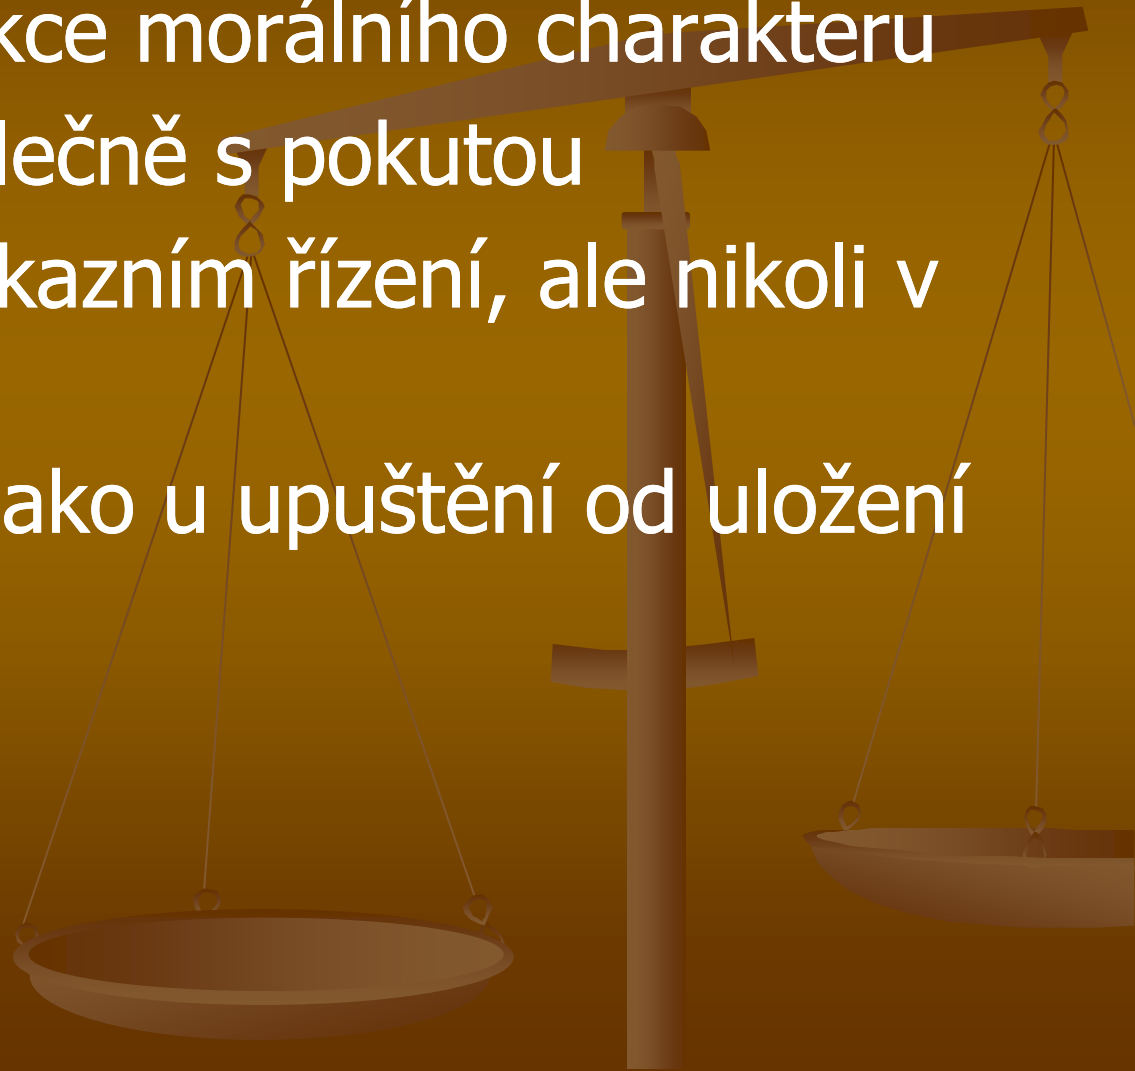 kce morálního charakteru
lečně s pokutou
kazním řízení, ale nikoli v
ako u upuštění od uložení